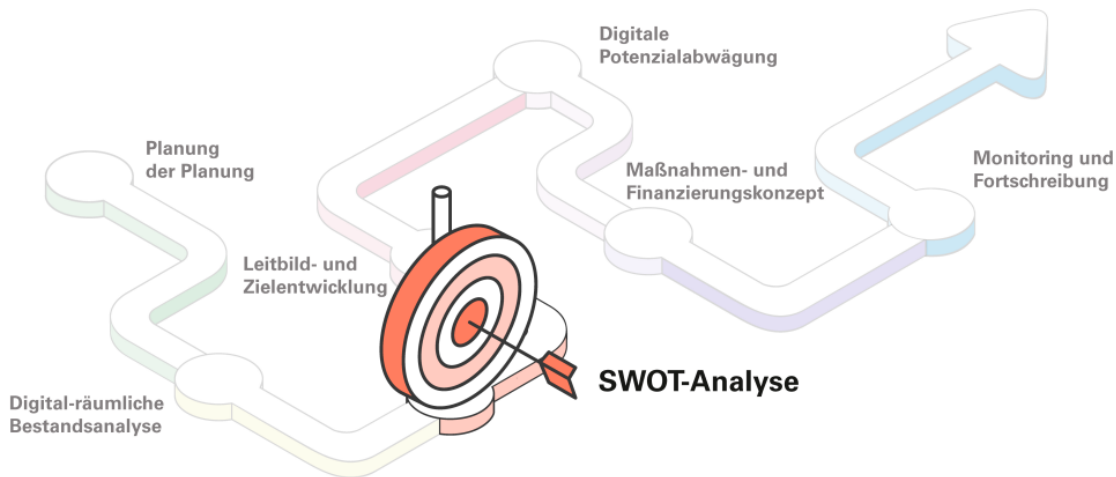 Planung
der Planung
Digital-räumliche
Bestandsanalyse
SWOT-Analyse
Leitbild- und
Zielentwicklung
Digitale
Potenzialabwägung
Maßnahmen- und
Finanzierungskonzept
Monitoring und
Fortschreibung